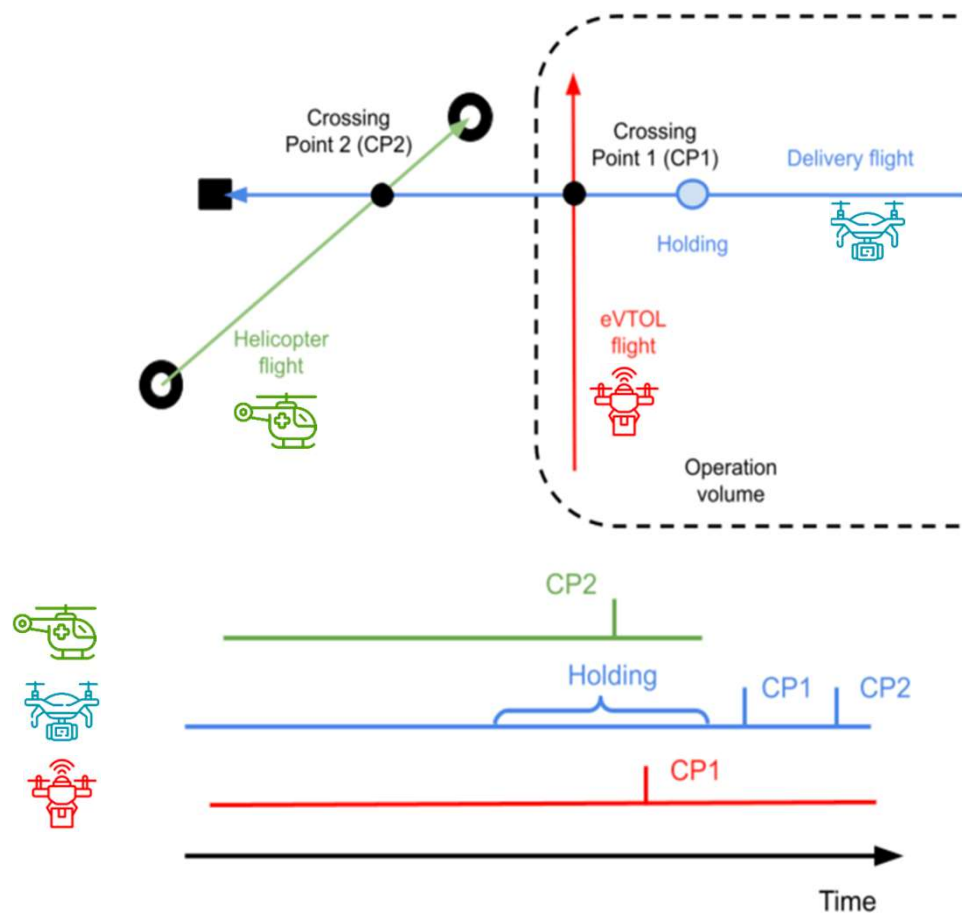 Crossing
Point 2 (CP2)
Crossing
Point 1 (CP1)
Delivery flight
Holding
Helicopter
flight
eVTOL
flight
Operation
volume
CP2
Holding
CP1
CP2
CP1
Time